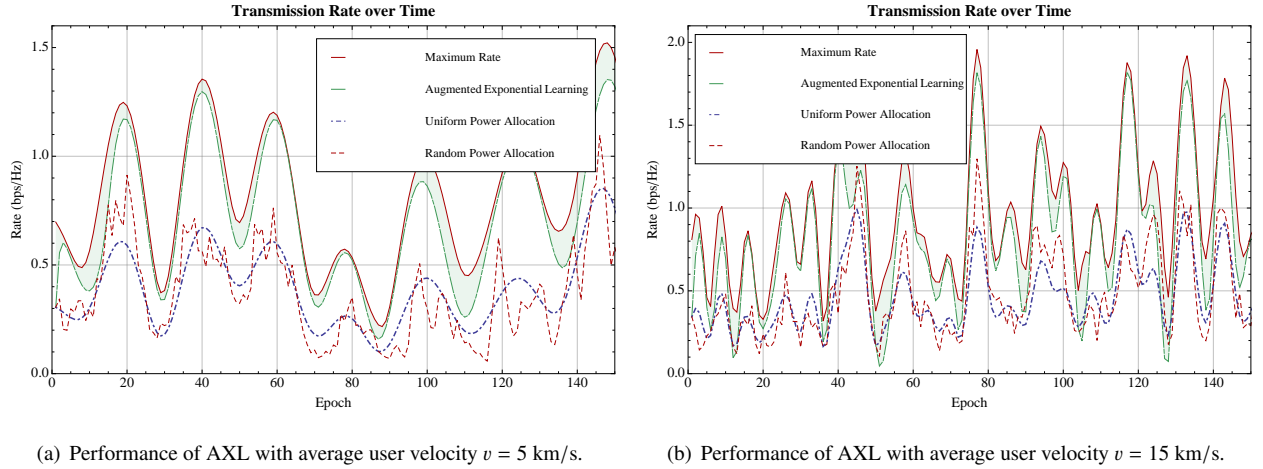 Transmission Rate over Time
1.5
1.0
0.5
0.0
Rate (bps/Hz)
Maximum Rate
Augmented Exponential Learning
Uniform Power Allocation
Random Power Allocation
0 20 40 60 80 100 120 140
Epoch
(a) Performance of AXL with average user velocity v = 5 km/s.
Transmission Rate over Time
2.0
1.5
1.0
0.5
0.0
Rate (bps/Hz)
Maximum Rate
Augmented Exponential Learning
Uniform Power Allocation
Random Power Allocation
0 20 40 60 80 100 120 140
Epoch
(b) Performance of AXL with average user velocity v = 15 km/s.